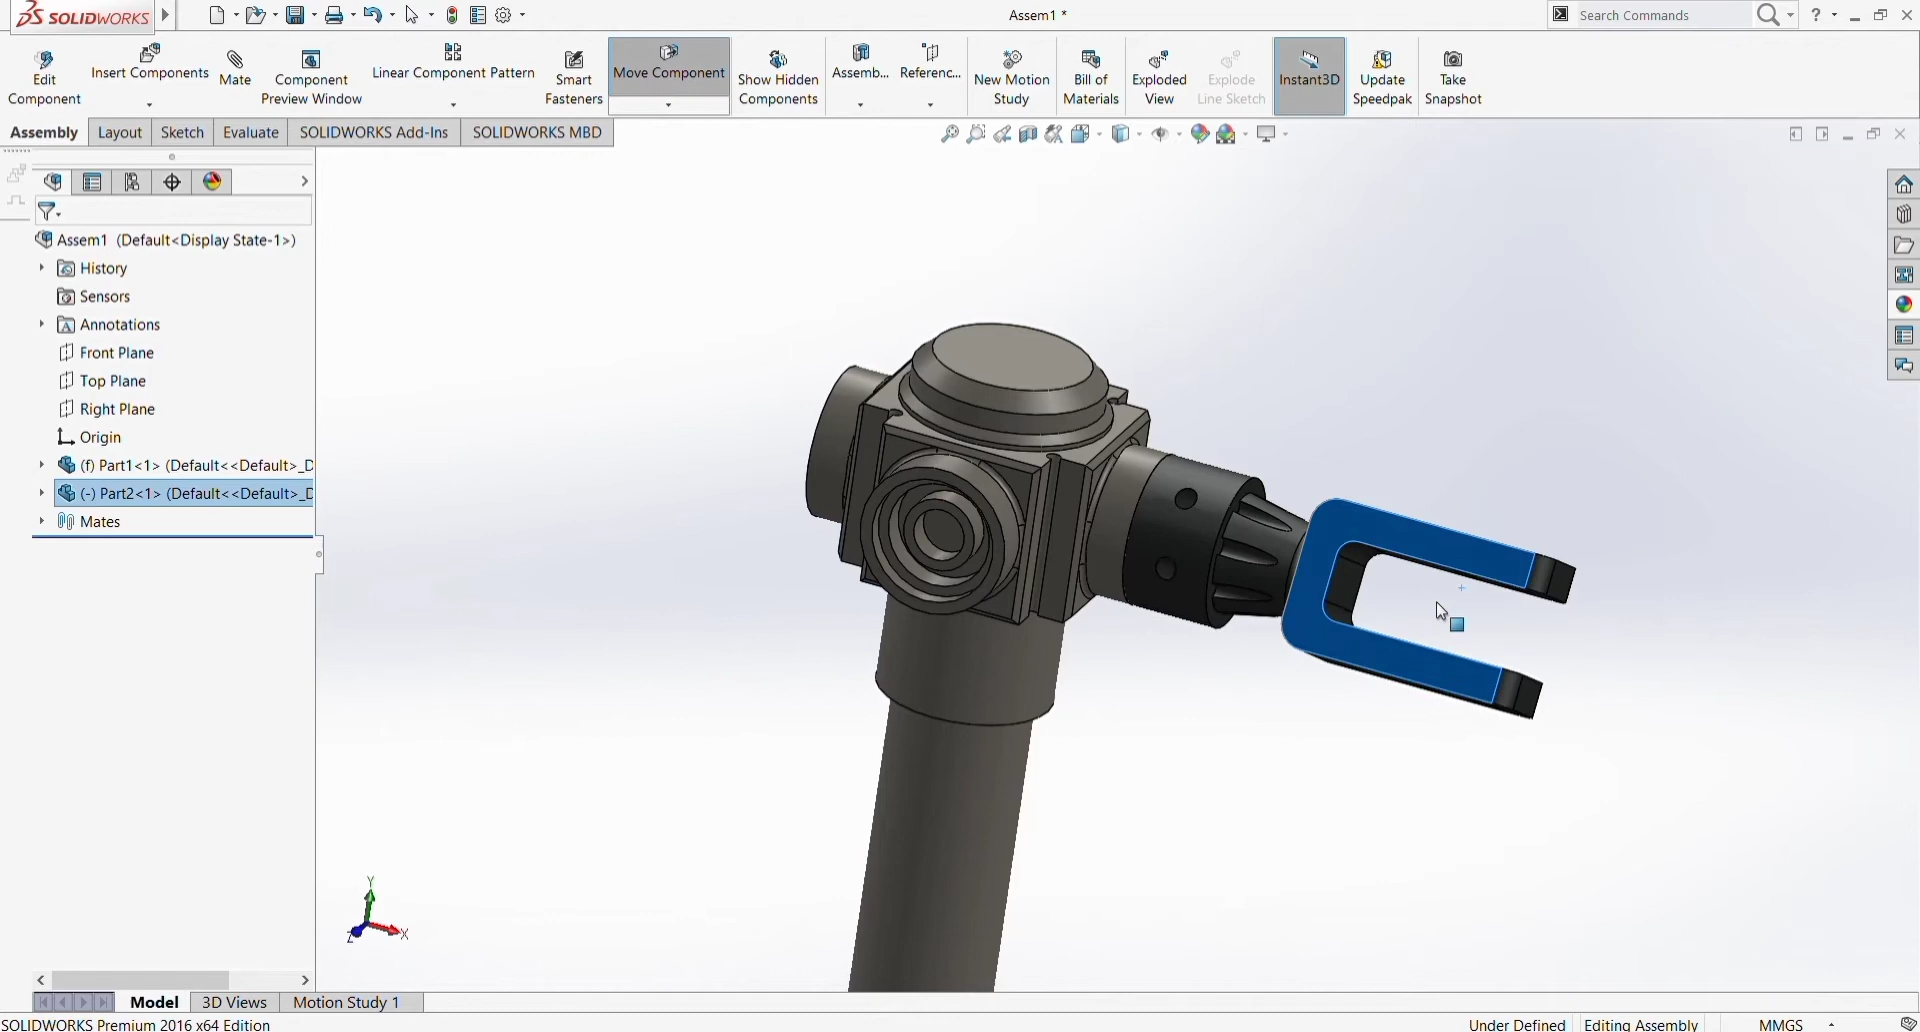 SOLIDWORKS
Assem1 *
Search Commands
?
Edit Component
Insert Components
Mate
Component Preview Window
Linear Component Pattern
Smart Fasteners
Move Component
Show Hidden Components
Assemb...
Referenc...
New Motion Study
Bill of Materials
Exploded View
Explode Line Sketch
Instant3D
Update Speedpak
Take Snapshot
Assembly
Layout
Sketch
Evaluate
SOLIDWORKS Add-Ins
SOLIDWORKS MBD
Assem1 (Default<Display State-1>)
History
Sensors
Annotations
Front Plane
Top Plane
Right Plane
Origin
(f) Part1<1> (Default<<Default>_D
(-) Part2<1> (Default<<Default>_D
Mates
Y
X
Z
Model
3D Views
Motion Study 1
SOLIDWORKS Premium 2016 x64 Edition
Under Defined
Editing Assembly
MMGS